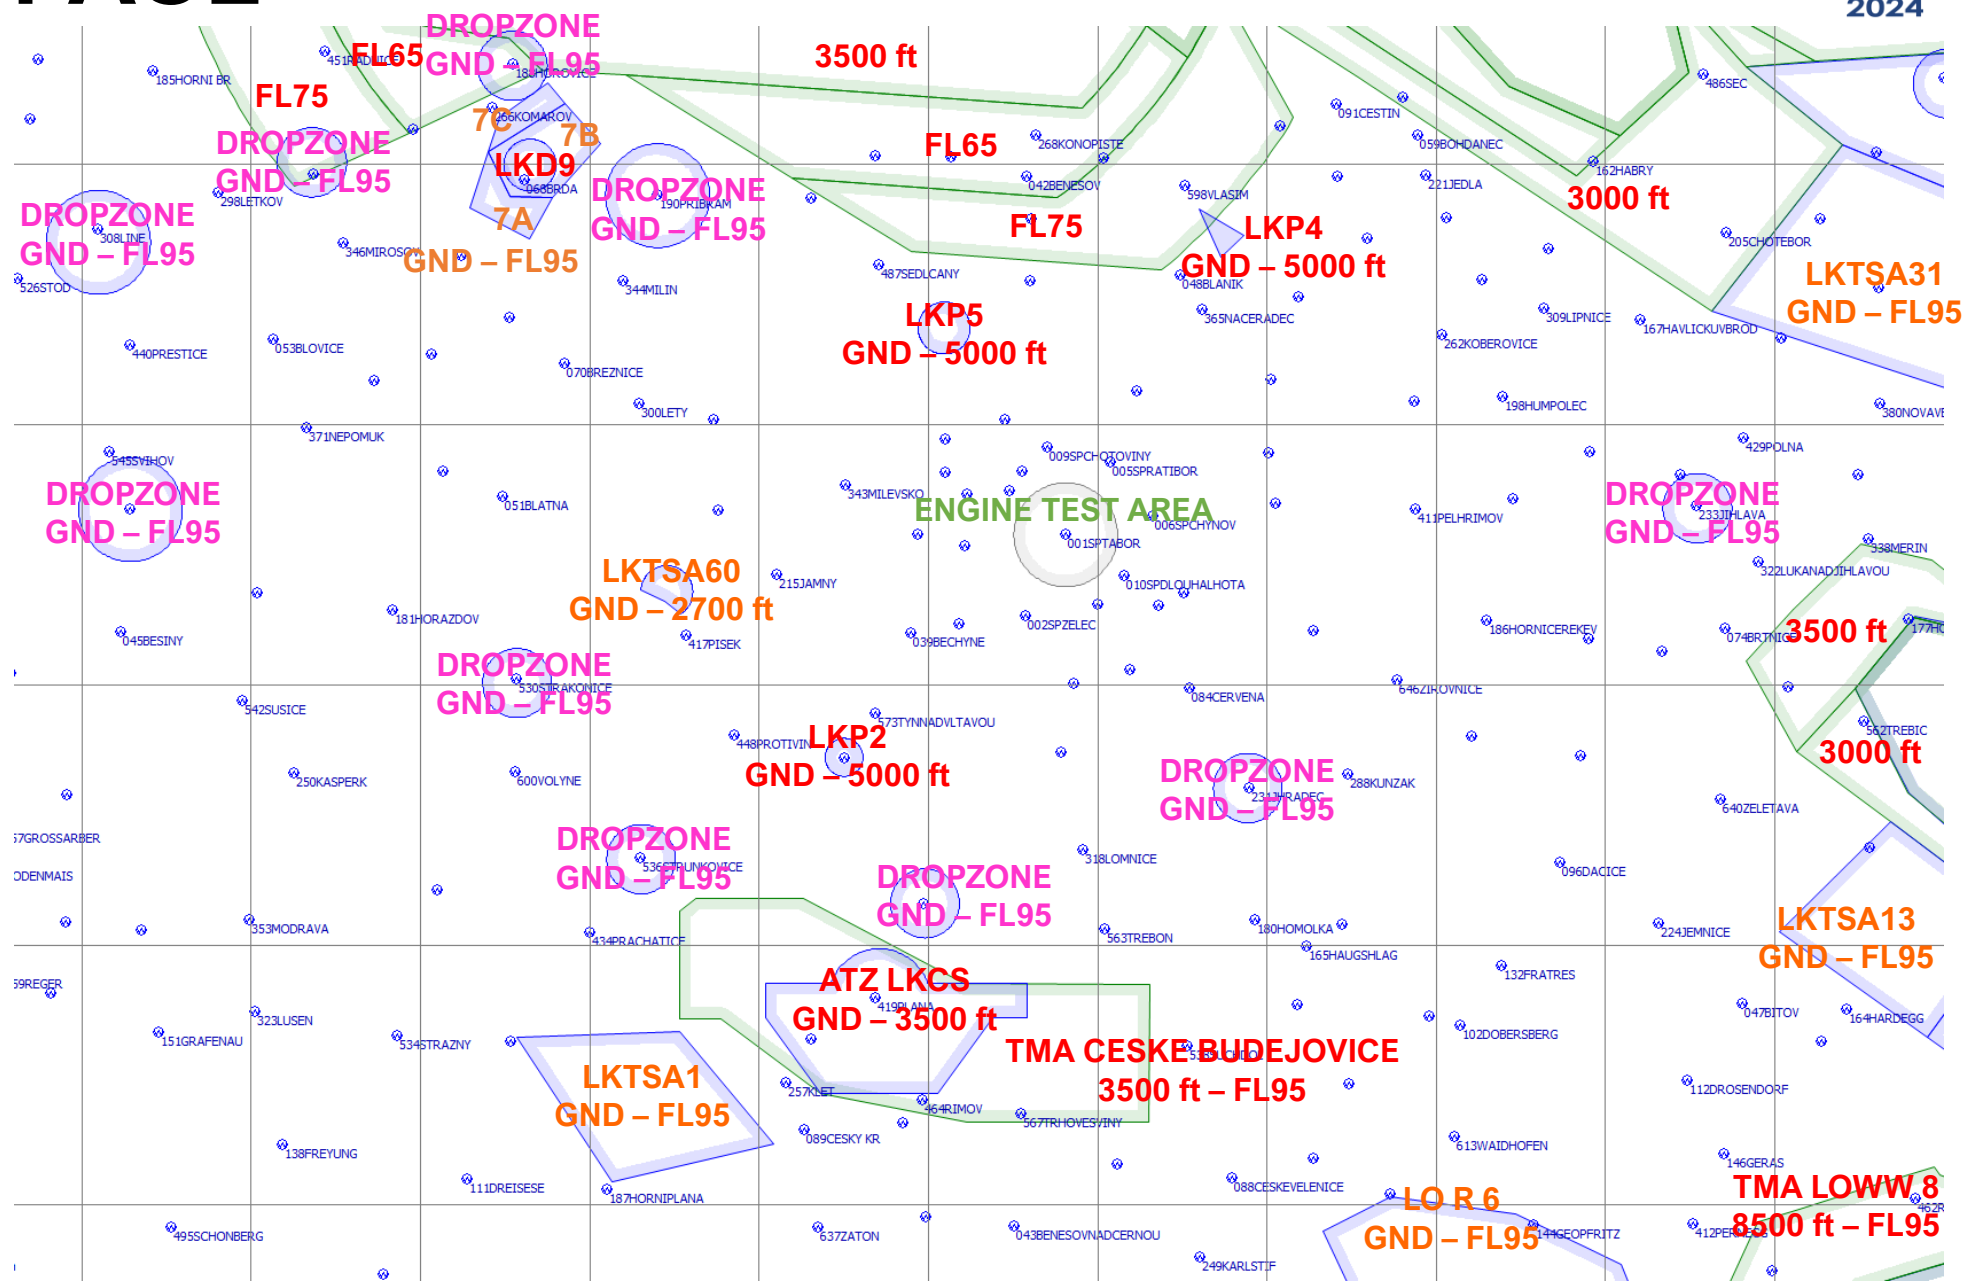 2024
DROPZONE
GND – FL95
451RADNICE
FL65
3500 ft
185HORNI BR
FL75
486SEC
7C
266KOMAROV
7B
091CESTIN
DROPZONE
GND – FL95
FL65
268KONOPISTE
059BOHDANEC
LKD9
068BRDA
162HABRY
298LETKOV
DROPZONE
GND – FL95
190PRIBRAM
042BENESOV
598VLASIM
221JEDLA
3000 ft
DROPZONE
GND – FL95
308LINE
7A
GND – FL95
FL75
LKP4
GND – 5000 ft
205CHOTEBOR
346MIROSOV
487SEDLCANY
048BLANIK
LKTSA31
GND – FL95
526STOD
344MILIN
LKP5
GND – 5000 ft
365NACERADEC
309LIPNICE
167HAVLICKUVBROD
440PRESTICE
053BLOVICE
262KOBEROVICE
070BREZNICE
300LETY
198HUMPOLEC
371NEPOMUK
429POLNA
545SVIHOV
009SPCHOTOVINY
005SPRATIBOR
DROPZONE
GND – FL95
051BLATNA
343MILEVSKO
ENGINE TEST AREA
006SPCHYNOV
001SPTABOR
411PELHRIMOV
DROPZONE
GND – FL95
233JIHLAVA
338MERIN
322LUKANADJIHLAVOU
LKTSA60
GND – 2700 ft
215JAMNY
010SPDLOUHALHOTA
181HORAZDOV
002SPZELEC
186HORNICEREKEV
074BRTNICE
3500 ft
045BESINY
417PISEK
039BECHYNE
DROPZONE
GND – FL95
530STRAKONICE
084CERVENA
646ZIROVNICE
542SUSICE
573TYNNADVLTAVOU
448PROTIVIN
LKP2
GND – 5000 ft
562TREBIC
3000 ft
250KASPERK
600VOLYNE
DROPZONE
GND – FL95
288KUNZAK
640ZELETAVA
57GROSSARBER
DROPZONE
GND – FL95
318LOMNICE
096DACICE
ODENMAIS
DROPZONE
GND – FL95
353MODRAVA
434PRACHATICE
563TREBON
180HOMOLKA
224JEMNICE
LKTSA13
GND – FL95
165HAUGSHLAG
132FRATRES
59REGER
ATZ LKCS
GND – 3500 ft
419PLANA
323LUSEN
047BITOV
164HARDEGG
151GRAFENAU
534STRAZNY
102DOBERSBERG
TMA CESKE BUDEJOVICE
3500 ft – FL95
LKTSA1
GND – FL95
257KLET
464RIMOV
567TRHOVESVINY
112DROSENDORF
089CESKY KR
138FREYUNG
613WAIDHOFEN
146GERAS
111DREISESE
187HORNIPLANA
088CESKEVELENICE
LO R 6
GND – FL95
TMA LOWW 8
8500 ft – FL95
495SCHONBERG
637ZATON
043BENESOVNADCERNOU
144GEOPFRITZ
249KARLSTIF